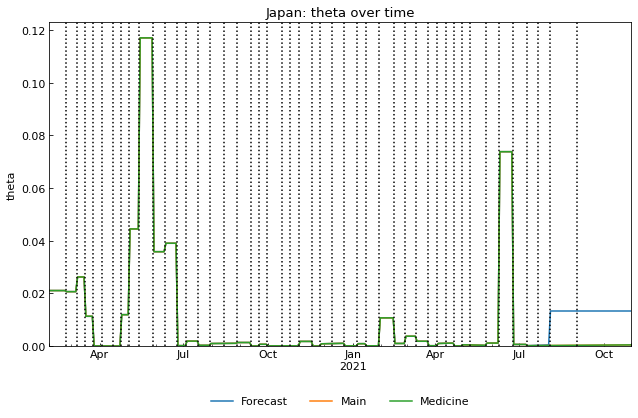 Japan: theta over time
0.12
0.10
0.08
0.06
0.04
0.02
0.00
theta
Apr Jul Oct Jan Apr Jul Oct
2021
Forecast Main Medicine